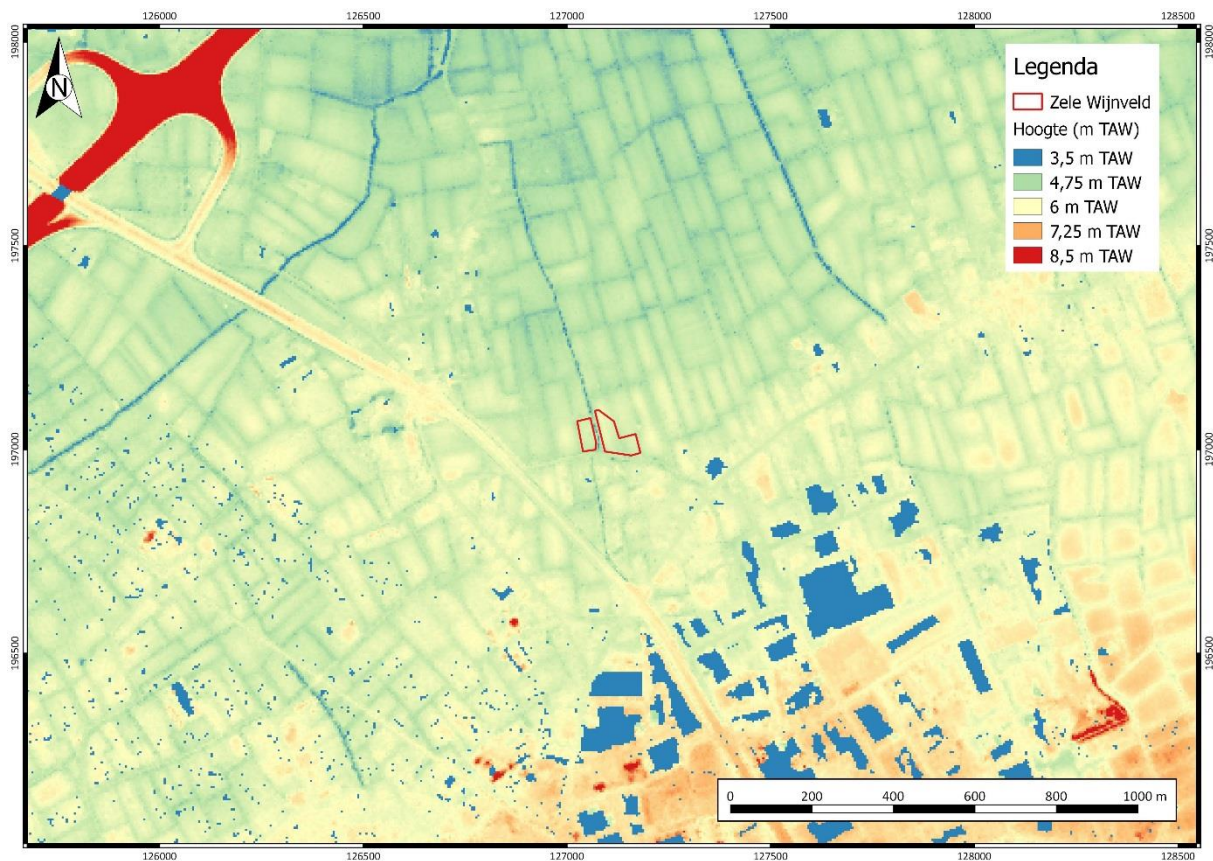 126000 126500 127000 127500 128000 128500
198000 198000
N
Legenda
Zele Wijnveld
Hoogte (m TAW)
3,5 m TAW
4,75 m TAW
6 m TAW
7,25 m TAW
8,5 m TAW
197500 197500
197000 197000
196500 196500
0 200 400 600 800 1000 m
126000 126500 127000 127500 128000 128500